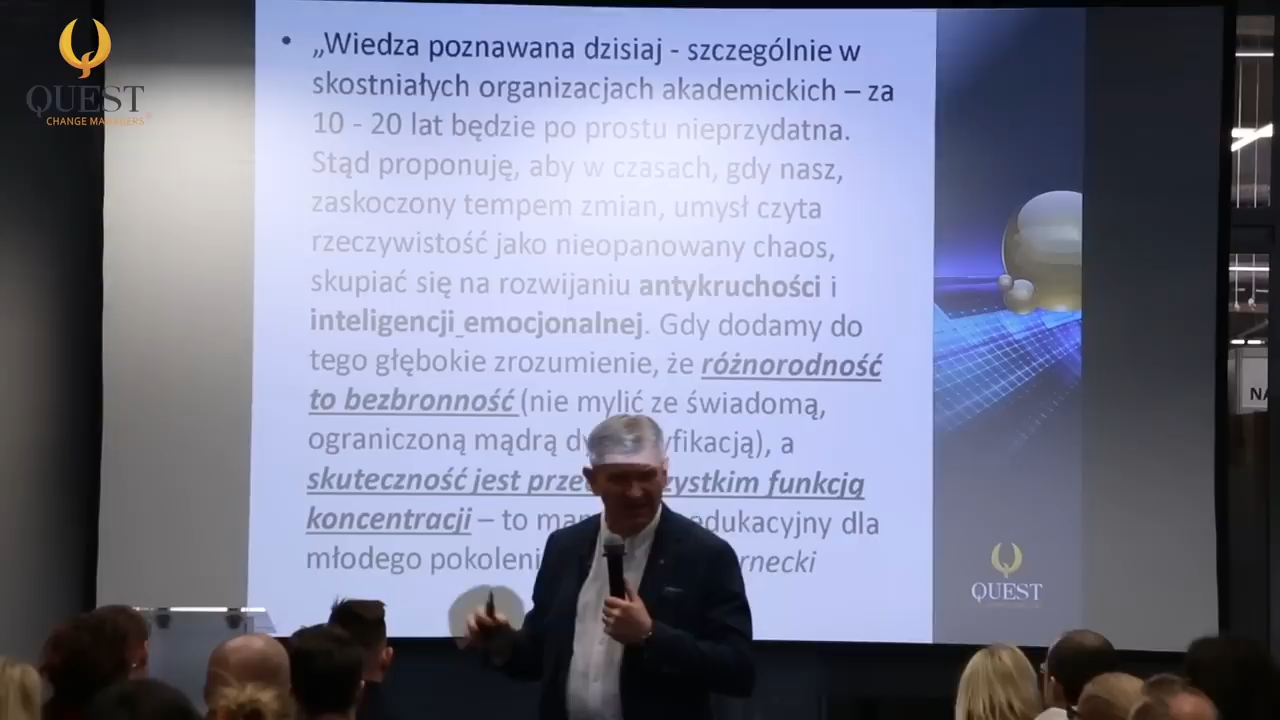 QUEST
CHANGE MANAGERS
• „Wiedza poznawana dzisiaj - szczególnie w
skostniałych organizacjach akademickich – za
10 - 20 lat będzie po prostu nieprzydatna.
Stąd proponuję, aby w czasach, gdy nasz,
zaskoczony tempem zmian, umysł czyta
rzeczywistość jako nieopanowany chaos,
skupiać się na rozwijaniu antykruchości i
inteligencji emocjonalnej. Gdy dodamy do
tego głębokie zrozumienie, że różnorodność
to bezbronność (nie mylić ze świadomą,
ograniczoną mądrą), a
skuteczność jest funkcją
koncentracji – to edukacyjny dla
młodego
QUEST
NA